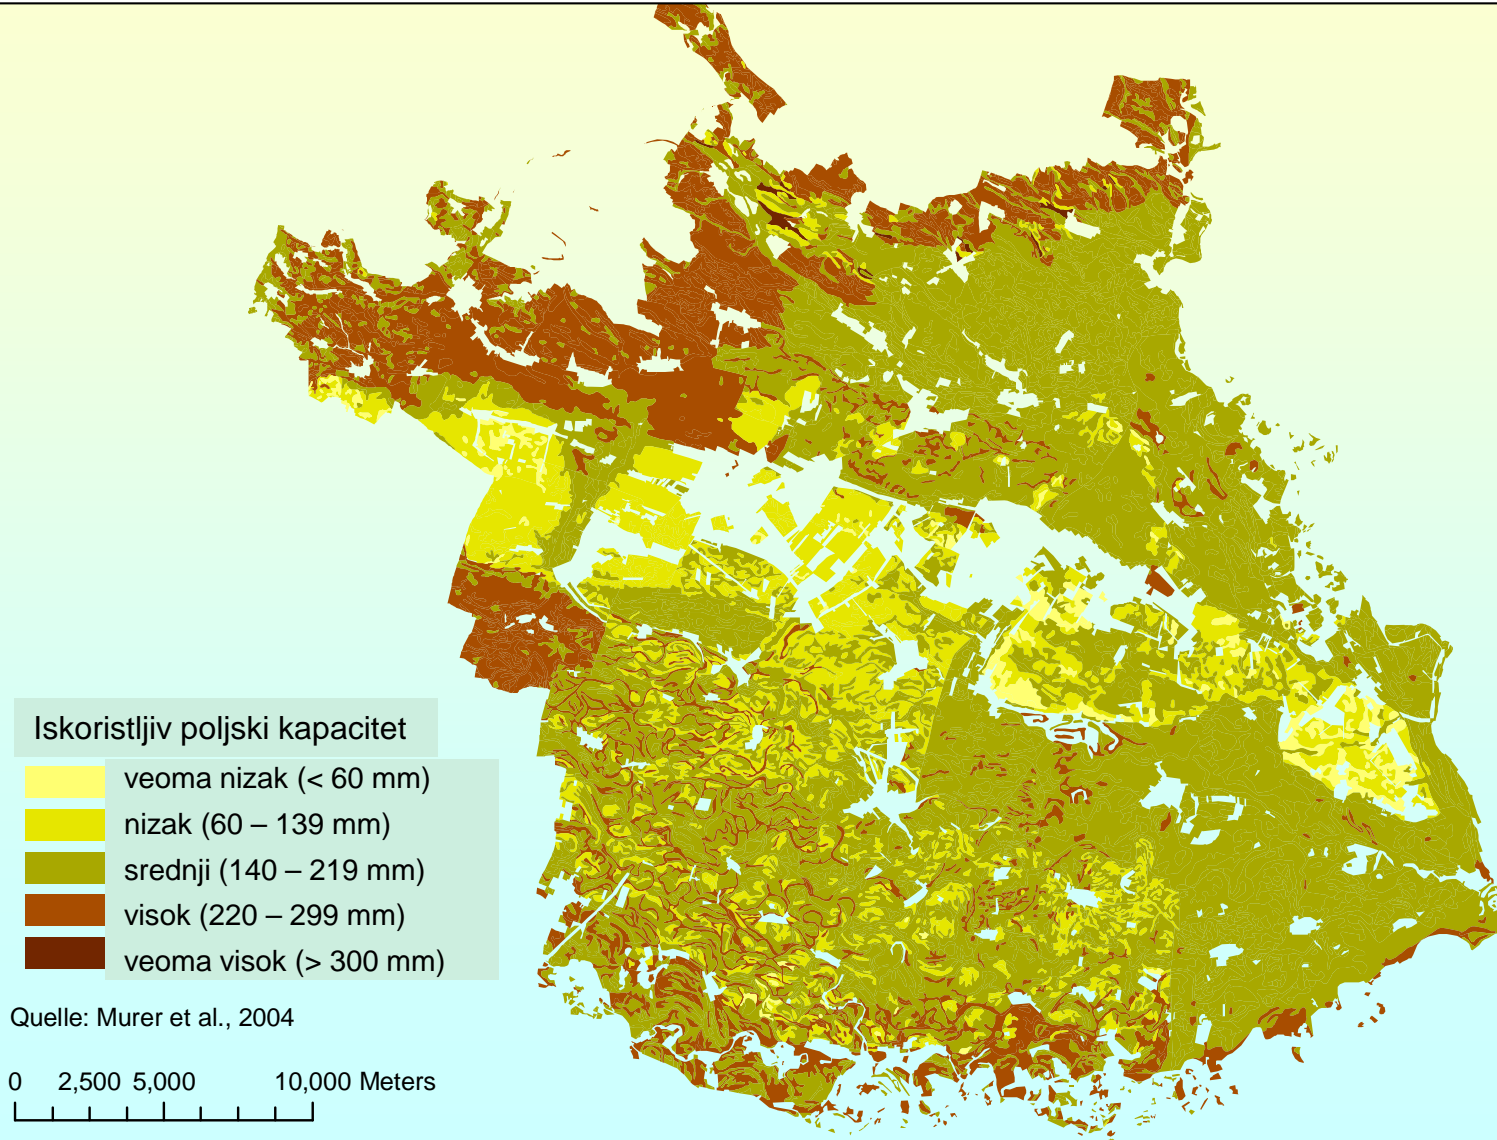 Iskoristljiv poljski kapacitet
veoma nizak (< 60 mm)
nizak (60 – 139 mm)
srednji (140 – 219 mm)
visok (220 – 299 mm)
veoma visok (> 300 mm)
Quelle: Murer et al., 2004
0 2,500 5,000 10,000 Meters